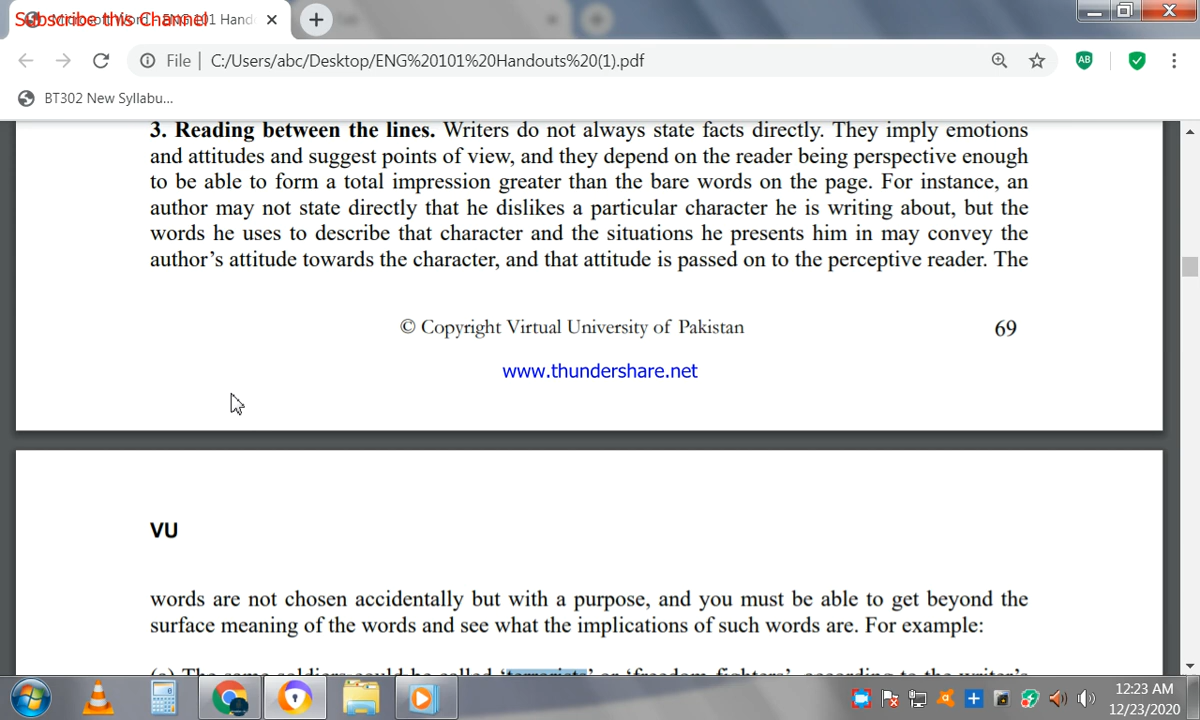 Subscribe this Channel!
File
C:/Users/abc/Desktop/ENG%20101%20Handouts%20(1).pdf
AB
BT302 New Syllabu...
3. Reading between the lines. Writers do not always state facts directly. They imply emotions
and attitudes and suggest points of view, and they depend on the reader being perspective enough
to be able to form a total impression greater than the bare words on the page. For instance, an
author may not state directly that he dislikes a particular character he is writing about, but the
words he uses to describe that character and the situations he presents him in may convey the
author’s attitude towards the character, and that attitude is passed on to the perceptive reader. The
© Copyright Virtual University of Pakistan 69
www.thundershare.net
VU
words are not chosen accidentally but with a purpose, and you must be able to get beyond the
surface meaning of the words and see what the implications of such words are. For example:
12:23 AM
12/23/2020